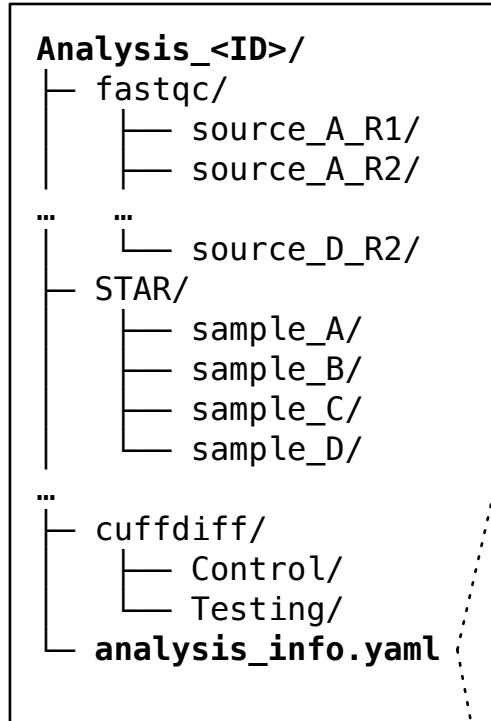 Analysis_<ID>/
├─ fastqc/
│   ├── source_A_R1/
│   ├── source_A_R2/
…   …
│   └── source_D_R2/
├─ STAR/
│   ├── sample_A/
│   ├── sample_B/
│   ├── sample_C/
│   └── sample_D/
…
├─ cuffdiff/
│   ├── Control/
│   └── Testing/
└─ analysis_info.yaml